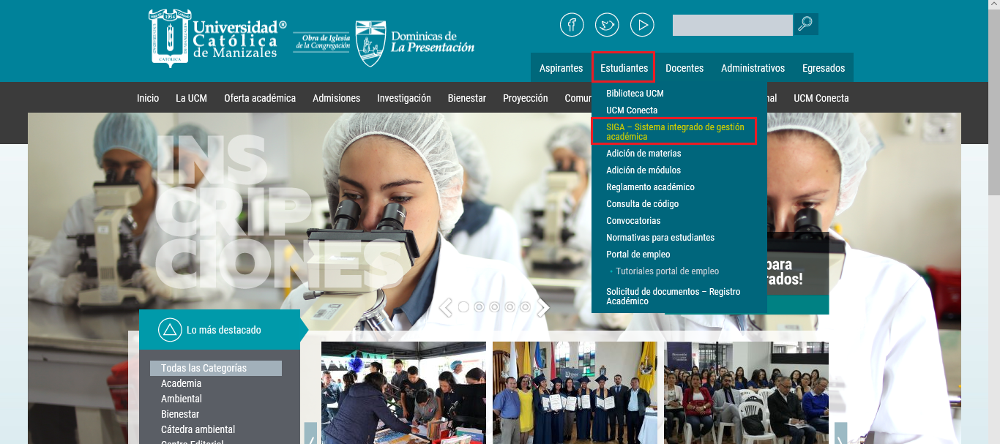 Universidad®
Católica
de Manizales
Obra de Iglesia
de la Congregación
Dominicas de
La Presentación
1954
CATÓLICA
Aspirantes
Estudiantes
Docentes
Administrativos
Egresados
Inicio
La UCM
Oferta académica
Admisiones
Investigación
Bienestar
Proyección
Comun
nal
UCM Conecta
Biblioteca UCM
UCM Conecta
SIGA – Sistema integrado de gestión
académica
Adición de materias
Adición de módulos
Reglamento académico
Consulta de código
Convocatorias
Normativas para estudiantes
Portal de empleo
Tutoriales portal de empleo
Solicitud de documentos – Registro
Académico
INS
CRIP
CIONES
para
rados!
Lo más destacado
Todas las Categorías
Academia
Ambiental
Bienestar
Cátedra ambiental
Centro Editorial